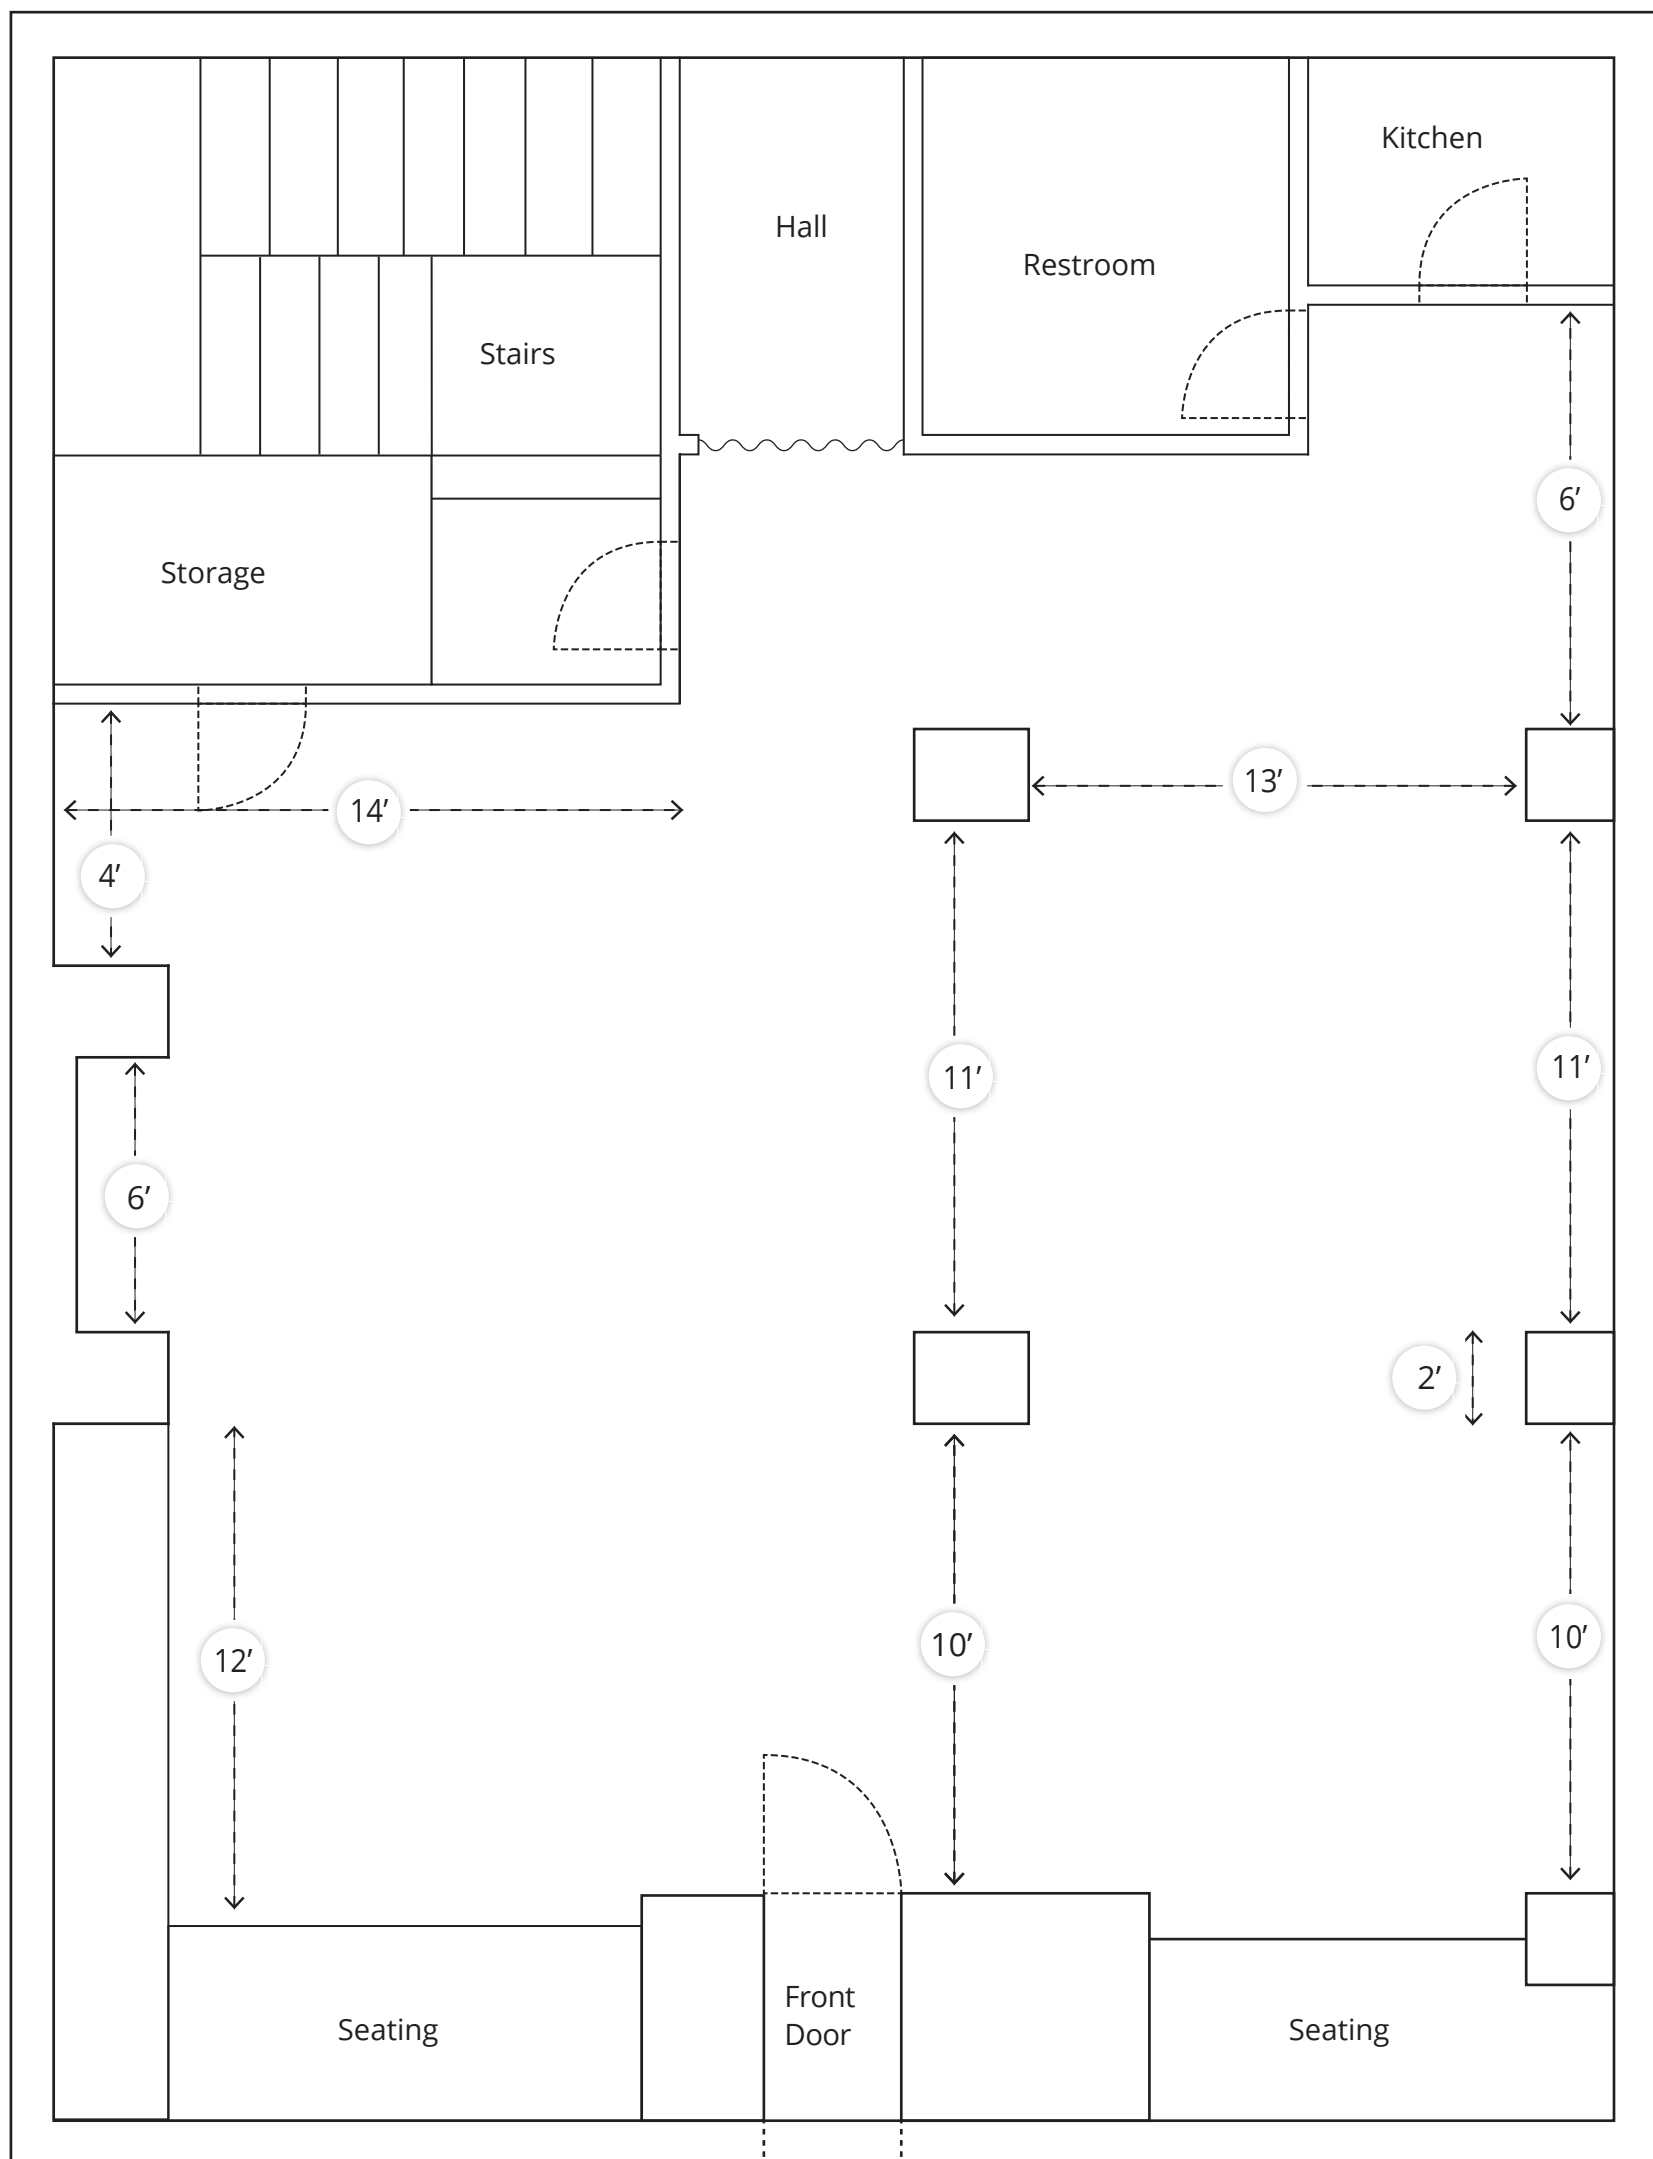 Kitchen
Hall
Restroom
Stairs
6’
Storage
13’
14’
4’
11’
11’
6’
2’
10’
10’
12’
Front
Door
Seating
Seating